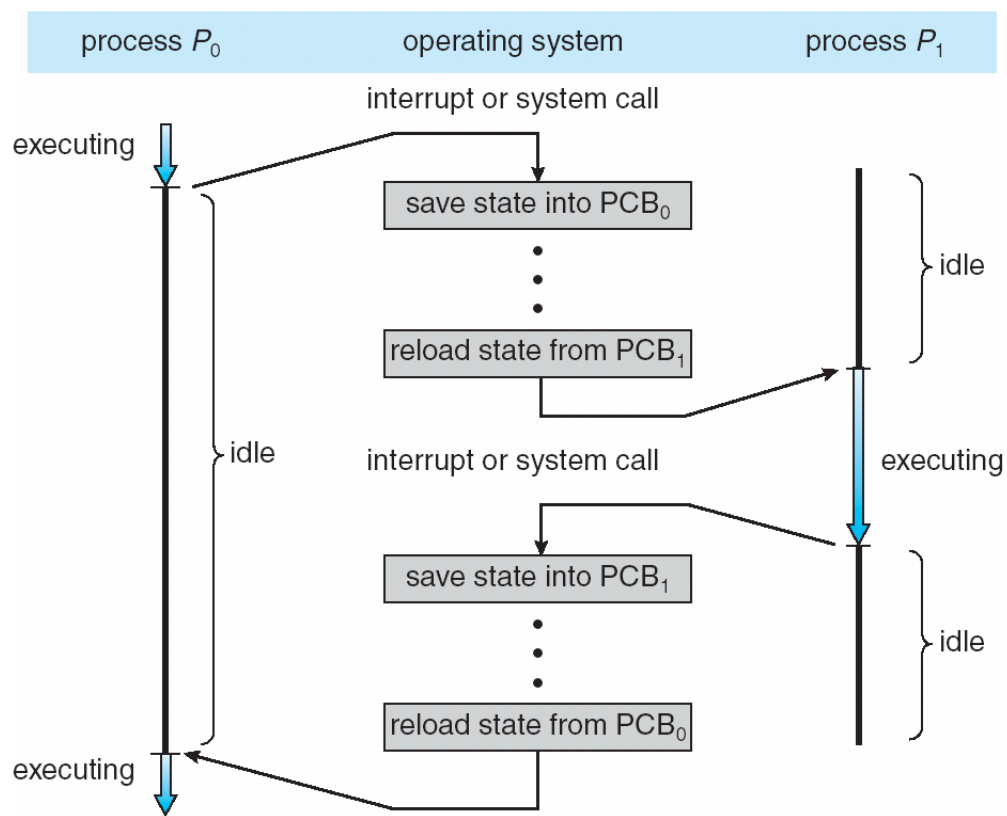 process P₀ operating system process P₁
interrupt or system call
executing
save state into PCB₀
idle
reload state from PCB₁
idle
interrupt or system call
executing
save state into PCB₁
idle
reload state from PCB₀
executing